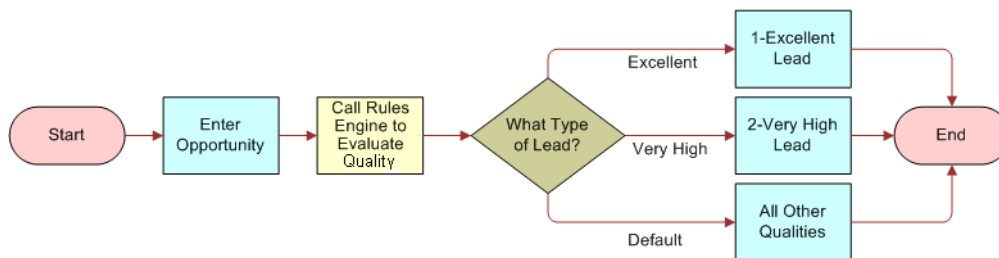 Start
Enter
Opportunity
Call Rules
Engine to
Evaluate
Quality
What Type
of Lead?
Excellent
1-Excellent
Lead
Very High
2-Very High
Lead
Default
All Other
Qualities
End